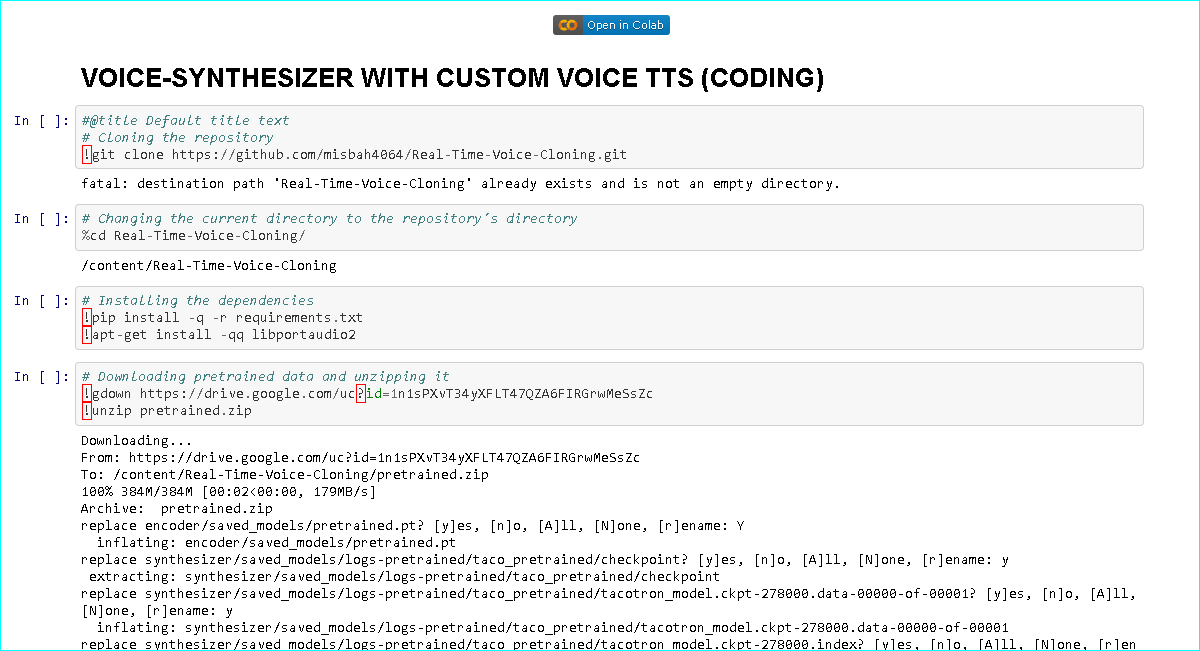 Open in Colab
VOICE-SYNTHESIZER WITH CUSTOM VOICE TTS (CODING)
In [ ]:
#@title Default title text
# Cloning the repository
!git clone https://github.com/misbah4064/Real-Time-Voice-Cloning.git
fatal: destination path 'Real-Time-Voice-Cloning' already exists and is not an empty directory.
In [ ]:
# Changing the current directory to the repository's directory
%cd Real-Time-Voice-Cloning/
/content/Real-Time-Voice-Cloning
In [ ]:
# Installing the dependencies
!pip install -q -r requirements.txt
!apt-get install -qq libportaudio2
In [ ]:
# Downloading pretrained data and unzipping it
!gdown https://drive.google.com/uc?id=1n1sPXvT34yXFLT47QZA6FIRGrwMeSsZc
!unzip pretrained.zip
Downloading...
From: https://drive.google.com/uc?id=1n1sPXvT34yXFLT47QZA6FIRGrwMeSsZc
To: /content/Real-Time-Voice-Cloning/pretrained.zip
100% 384M/384M [00:02<00:00, 179MB/s]
Archive:  pretrained.zip
replace encoder/saved_models/pretrained.pt? [y]es, [n]o, [A]ll, [N]one, [r]ename: Y
  inflating: encoder/saved_models/pretrained.pt
replace synthesizer/saved_models/logs-pretrained/taco_pretrained/checkpoint? [y]es, [n]o, [A]ll, [N]one, [r]ename: y
 extracting: synthesizer/saved_models/logs-pretrained/taco_pretrained/checkpoint
replace synthesizer/saved_models/logs-pretrained/taco_pretrained/tacotron_model.ckpt-278000.data-00000-of-00001? [y]es, [n]o, [A]ll,
[N]one, [r]ename: y
  inflating: synthesizer/saved_models/logs-pretrained/taco_pretrained/tacotron_model.ckpt-278000.data-00000-of-00001
replace synthesizer/saved_models/logs-pretrained/taco_pretrained/tacotron_model.ckpt-278000.index? [y]es, [n]o, [A]ll, [N]one, [r]en